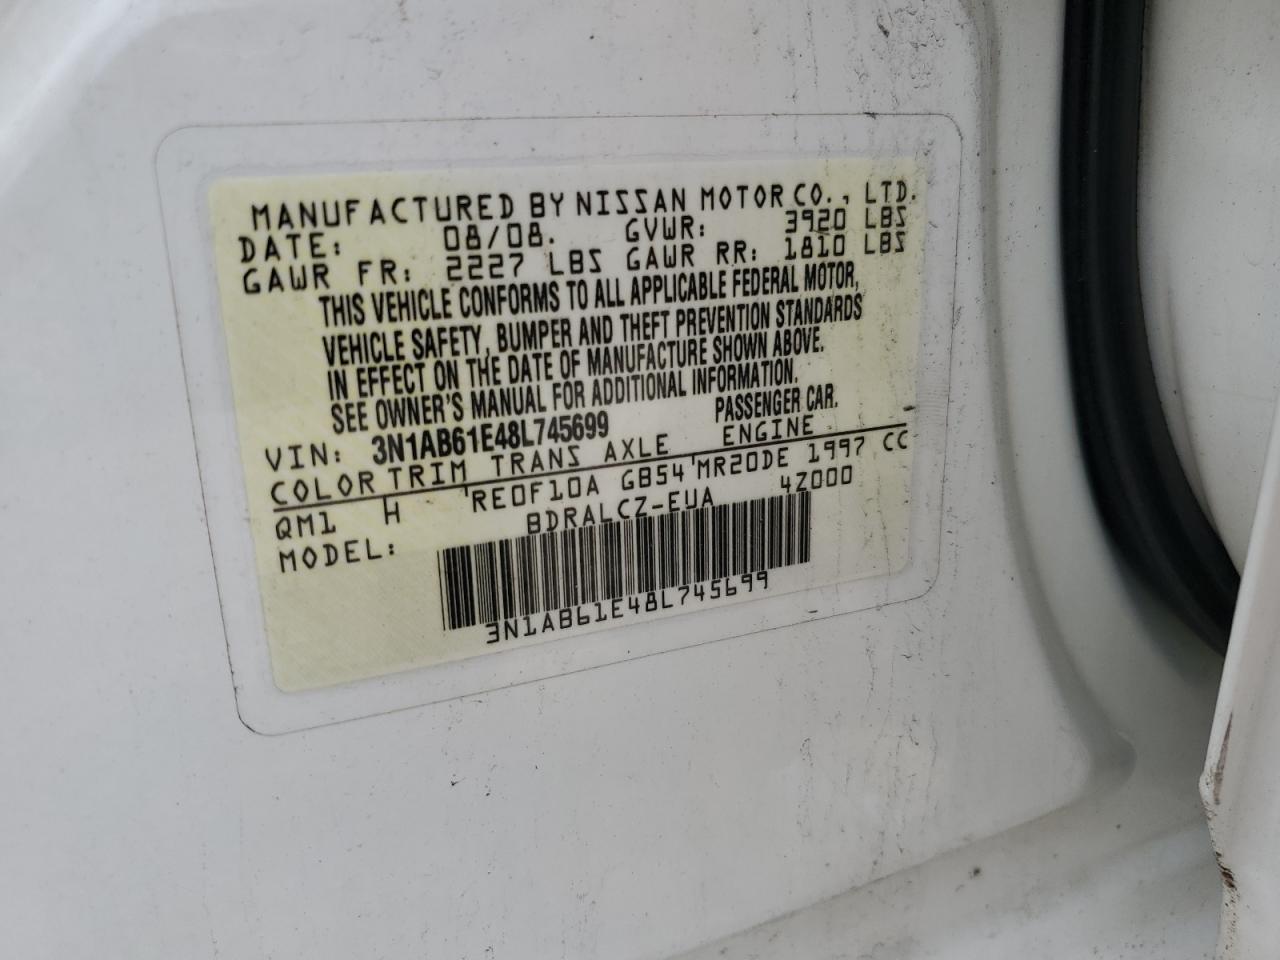 MANUFACTURED BY NISSAN MOTOR CO., LTD.
DATE: 08/08. GVWR: 3920 LBS
GAWR FR: 2227 LBS GAWR RR: 1810 LBS
THIS VEHICLE CONFORMS TO ALL APPLICABLE FEDERAL MOTOR,
VEHICLE SAFETY, BUMPER AND THEFT PREVENTION STANDARDS
IN EFFECT ON THE DATE OF MANUFACTURE SHOWN ABOVE.
SEE OWNER'S MANUAL FOR ADDITIONAL INFORMATION.
VIN: 3N1AB61E48L745699 PASSENGER CAR.
COLOR TRIM TRANS AXLE ENGINE
QM1 H RE0F10A GB54 MR20DE 1997 CC
MODEL: BDRALCZ-EUA 4Z000
3N1AB61E48L745699